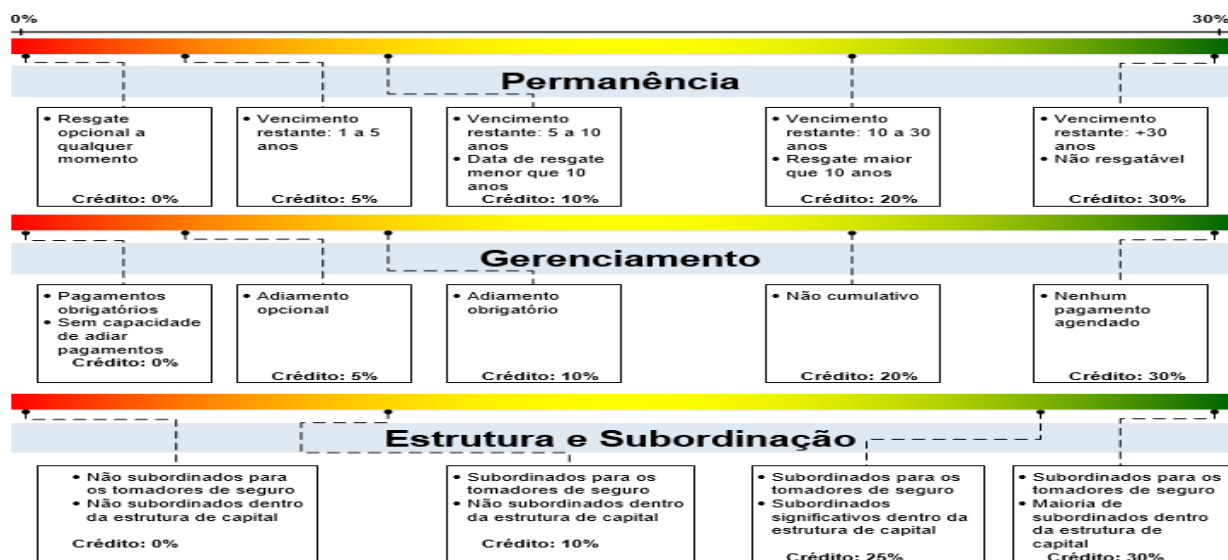 0%
30%
Permanência
• Resgate
opcional a
qualquer
momento
Crédito: 0%
• Vencimento
restante: 1 a 5
anos
Crédito: 5%
• Vencimento
restante: 5 a 10
anos
• Data de resgate
menor que 10
anos
Crédito: 10%
• Vencimento
restante: 10 a 30
anos
• Resgate maior
que 10 anos
Crédito: 20%
• Vencimento
restante: +30
anos
• Não resgatável
Crédito: 30%
Gerenciamento
• Pagamentos
obrigatórios
• Sem capacidade
de adiar
pagamentos
Crédito: 0%
• Adiamento
opcional
Crédito: 5%
• Adiamento
obrigatório
Crédito: 10%
• Não cumulativo
Crédito: 20%
• Nenhum
pagamento
agendado
Crédito: 30%
Estrutura e Subordinação
• Não subordinados para
os tomadores de seguro
• Não subordinados dentro
da estrutura de capital
Crédito: 0%
• Subordinados para os
tomadores de seguro
• Não subordinados dentro
da estrutura de capital
Crédito: 10%
• Subordinados para os
tomadores de seguro
• Subordinados
significativos dentro da
estrutura de capital
Crédito: 25%
• Subordinados para os
tomadores de seguro
• Maioria de
subordinados dentro
da estrutura de
capital
Crédito: 30%